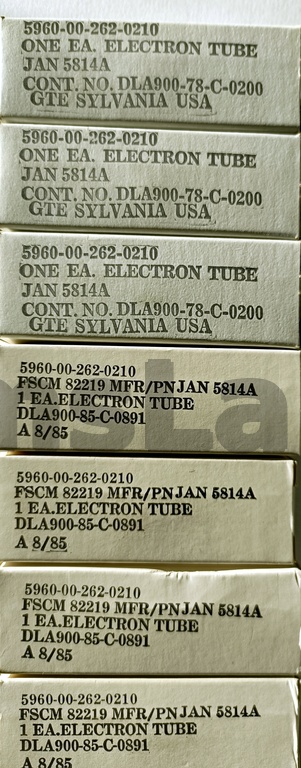 5960-00-262-0210
ONE EA. ELECTRON TUBE
JAN 5814A
CONT. NO. DLA900-78-C-0200
GTE SYLVANIA USA
5960-00-262-0210
ONE EA. ELECTRON TUBE
JAN 5814A
CONT. NO. DLA900-78-C-0200
GTE SYLVANIA USA
5960-00-262-0210
ONE EA. ELECTRON TUBE
JAN 5814A
CONT. NO. DLA900-78-C-0200
GTE SYLVANIA USA
5960-00-262-0210
FSCM 82219 MFR/PN JAN 5814A
1 EA.ELECTRON TUBE
DLA900-85-C-0891
A 8/85
5960-00-262-0210
FSCM 82219 MFR/PN JAN 5814A
1 EA.ELECTRON TUBE
DLA900-85-C-0891
A 8/85
5960-00-262-0210
FSCM 82219 MFR/PN JAN 5814A
1 EA.ELECTRON TUBE
DLA900-85-C-0891
A 8/85
5960-00-262-0210
FSCM 82219 MFR/PN JAN 5814A
1 EA.ELECTRON TUBE
DLA900-85-C-0891
A 8/85